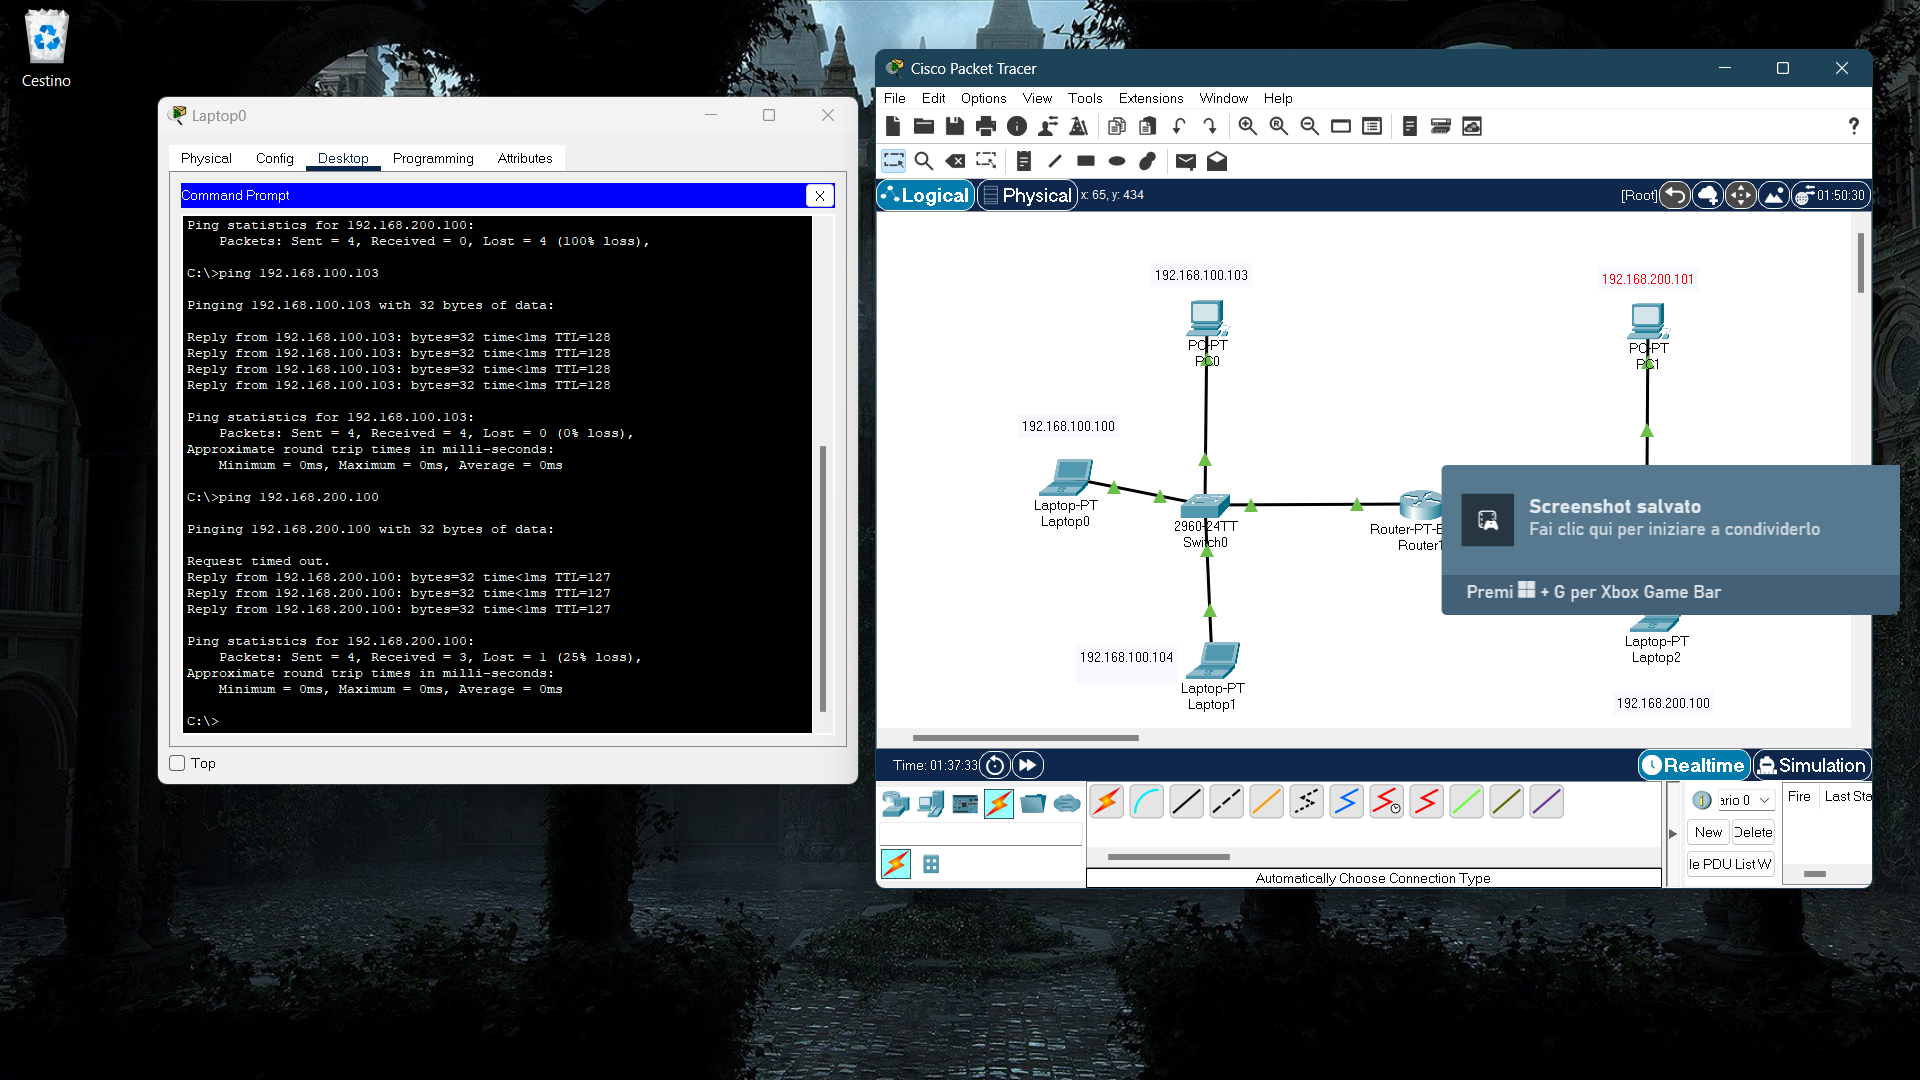 Cestino
Laptop0
Physical Config Desktop Programming Attributes
Command Prompt
X
Ping statistics for 192.168.200.100:
Packets: Sent = 4, Received = 0, Lost = 4 (100% loss),
C:\>ping 192.168.100.103
Pinging 192.168.100.103 with 32 bytes of data:
Reply from 192.168.100.103: bytes=32 time<1ms TTL=128
Reply from 192.168.100.103: bytes=32 time<1ms TTL=128
Reply from 192.168.100.103: bytes=32 time<1ms TTL=128
Reply from 192.168.100.103: bytes=32 time<1ms TTL=128
Ping statistics for 192.168.100.103:
Packets: Sent = 4, Received = 4, Lost = 0 (0% loss),
Approximate round trip times in milli-seconds:
Minimum = 0ms, Maximum = 0ms, Average = 0ms
C:\>ping 192.168.200.100
Pinging 192.168.200.100 with 32 bytes of data:
Request timed out.
Reply from 192.168.200.100: bytes=32 time<1ms TTL=127
Reply from 192.168.200.100: bytes=32 time<1ms TTL=127
Reply from 192.168.200.100: bytes=32 time<1ms TTL=127
Ping statistics for 192.168.200.100:
Packets: Sent = 4, Received = 3, Lost = 1 (25% loss),
Approximate round trip times in milli-seconds:
Minimum = 0ms, Maximum = 0ms, Average = 0ms
C:\>
Top
Cisco Packet Tracer
File Edit Options View Tools Extensions Window Help
Logical Physical x: 65, y: 434 [Root] 01:50:30
192.168.100.103
PC-PT
PC0
192.168.200.101
PC-PT
PC1
192.168.100.100
Laptop-PT
Laptop0
2960-24TT
Switch0
Router-PT-E
Router1
192.168.100.104
Laptop-PT
Laptop1
Laptop-PT
Laptop2
192.168.200.100
Screenshot salvato
Fai clic qui per iniziare a condividerlo
Premi + G per Xbox Game Bar
Time: 01:37:33 Realtime Simulation
ario 0 Fire Last Sta
New Delete
le PDU List W
Automatically Choose Connection Type